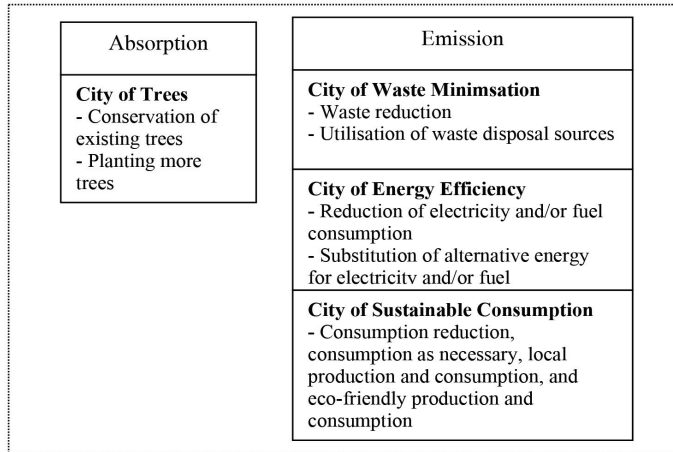 Absorption
City of Trees
- Conservation of
existing trees
- Planting more
trees
Emission
City of Waste Minimsation
- Waste reduction
- Utilisation of waste disposal sources
City of Energy Efficiency
- Reduction of electricity and/or fuel
consumption
- Substitution of alternative energy
for electricity and/or fuel
City of Sustainable Consumption
- Consumption reduction,
consumption as necessary, local
production and consumption, and
eco-friendly production and
consumption